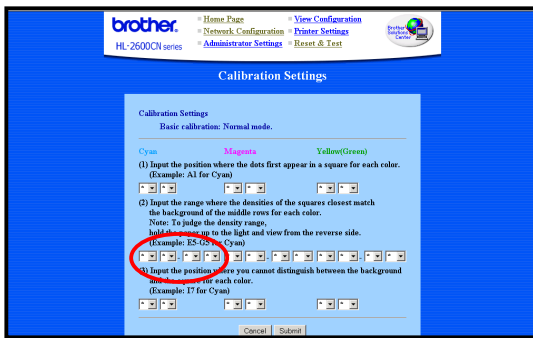 brother.
HL-2600CN series
Home Page
View Configuration
Network Configuration
Printer Settings
Administrator Settings
Reset & Test
Brother
Solutions
Center
Calibration Settings
Calibration Settings
Basic calibration: Normal mode.
Cyan Magenta Yellow(Green)
(1) Input the position where the dots first appear in a square for each color.
(Example: A1 for Cyan)
* * * * * *
(2) Input the range where the densities of the squares closest match
the background of the middle rows for each color.
Note: To judge the density range,
hold the paper up to the light and view from the reverse side.
(Example: E5-G5 for Cyan)
* * - * * * * - * * * * - * *
(3) Input the position where you cannot distinguish between the background
and the square for each color.
(Example: I7 for Cyan)
* * * * * *
Cancel Submit